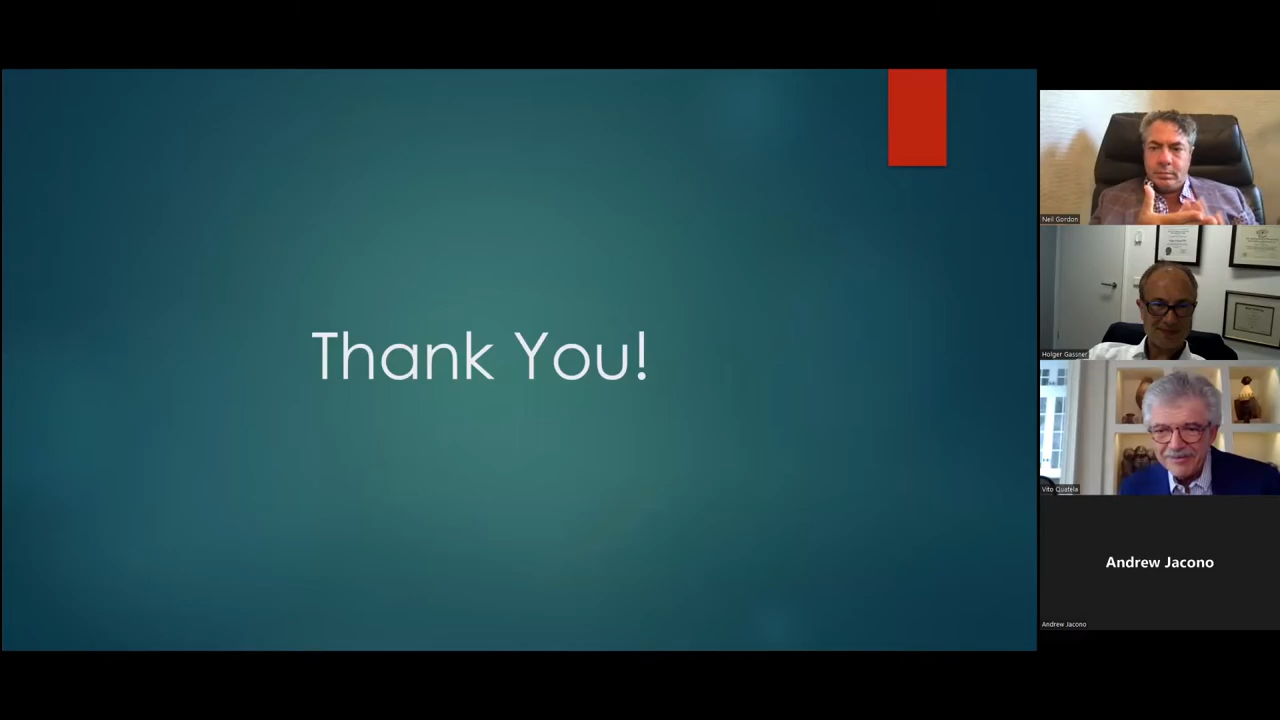 Thank You!
Neil Gordon
Holger Gassner
Vito Quatela
Andrew Jacono
Andrew Jacono